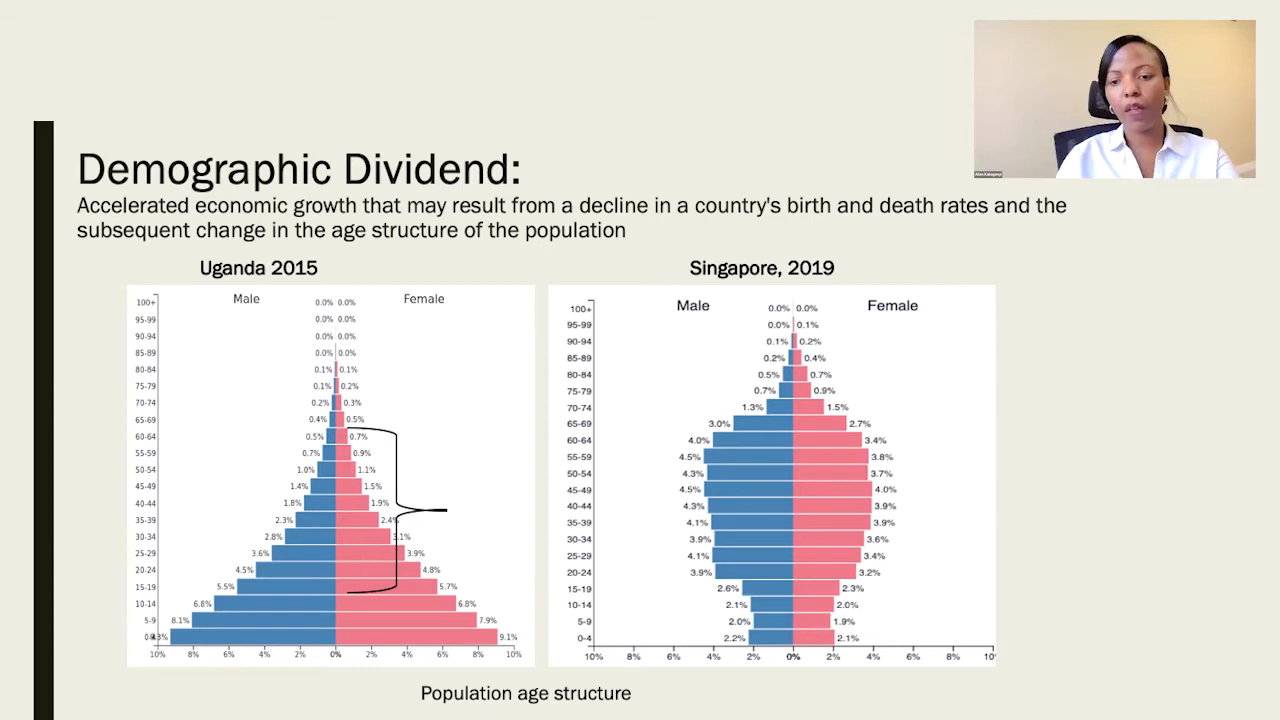 Demographic Dividend:
Accelerated economic growth that may result from a decline in a country's birth and death rates and the
subsequent change in the age structure of the population
Uganda 2015
Singapore, 2019
Male Female
100+ 0.0% 0.0%
95-99 0.0% 0.0%
90-94 0.0% 0.0%
85-89 0.0% 0.0%
80-84 0.1% 0.1%
75-79 0.1% 0.2%
70-74 0.2% 0.3%
65-69 0.4% 0.5%
60-64 0.5% 0.7%
55-59 0.7% 0.9%
50-54 1.0% 1.1%
45-49 1.4% 1.5%
40-44 1.8% 1.9%
35-39 2.3% 2.4%
30-34 2.8% 3.1%
25-29 3.6% 3.9%
20-24 4.5% 4.8%
15-19 5.5% 5.7%
10-14 6.8% 6.8%
5-9 8.1% 7.9%
9.1%
10% 8% 6% 4% 2% 0% 2% 4% 6% 8% 10%
Male Female
100+ 0.0% 0.0%
95-99 0.0% 0.1%
90-94 0.1% 0.2%
85-89 0.2% 0.4%
80-84 0.5% 0.7%
75-79 0.7% 0.9%
70-74 1.3% 1.5%
65-69 3.0% 2.7%
60-64 4.0% 3.4%
55-59 4.5% 3.8%
50-54 4.3% 3.7%
45-49 4.5% 4.0%
40-44 4.3% 3.9%
35-39 4.1% 3.9%
30-34 3.9% 3.6%
25-29 4.1% 3.4%
20-24 3.9% 3.2%
15-19 2.6% 2.3%
10-14 2.1% 2.0%
5-9 2.0% 1.9%
0-4 2.2% 2.1%
10% 8% 6% 4% 2% 0% 2% 4% 6% 8% 10
Population age structure